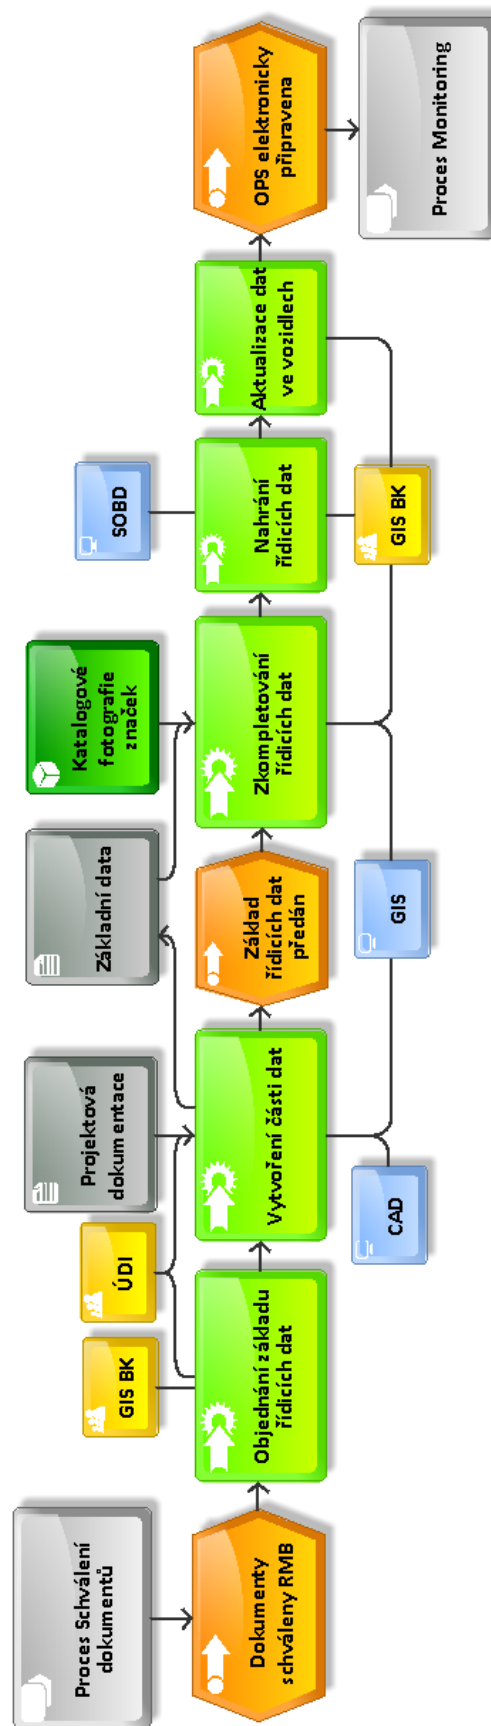 Proces Schválení
dokumentů
Dokumenty
schváleny RMB
GIS BK
Objednání základu
řídicích dat
ÚDI
Projektová
dokumentace
Vytvoření části dat
CAD
Základní data
Základ
řídicích dat
předán
GIS
Katalogové
fotografie
značek
Zkompletování
řídicích dat
SOBD
Nahrání
řídicích dat
GIS BK
Aktualizace dat
ve vozidlech
OPS elektronicky
připravena
Proces Monitoring